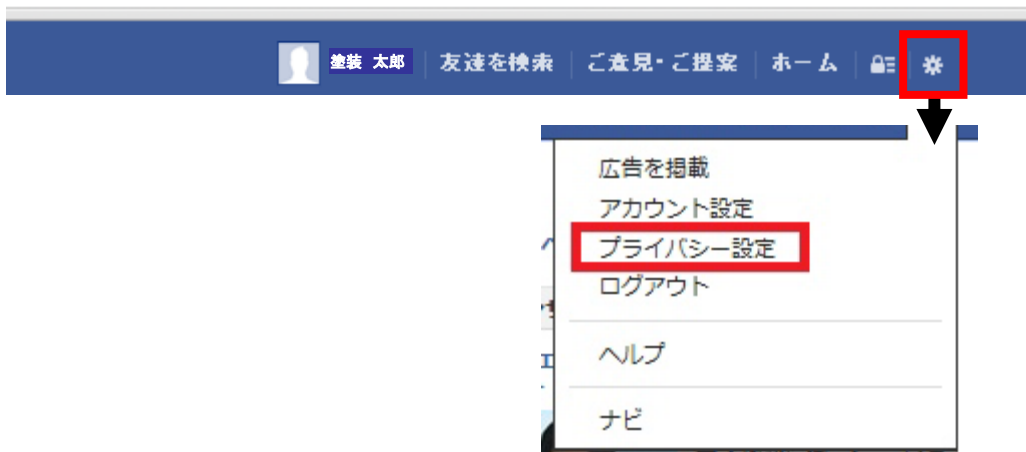 塗装 太郎 友達を検索 ご意見・ご提案 ホーム
広告を掲載
アカウント設定
プライバシー設定
ログアウト
ヘルプ
ナビ